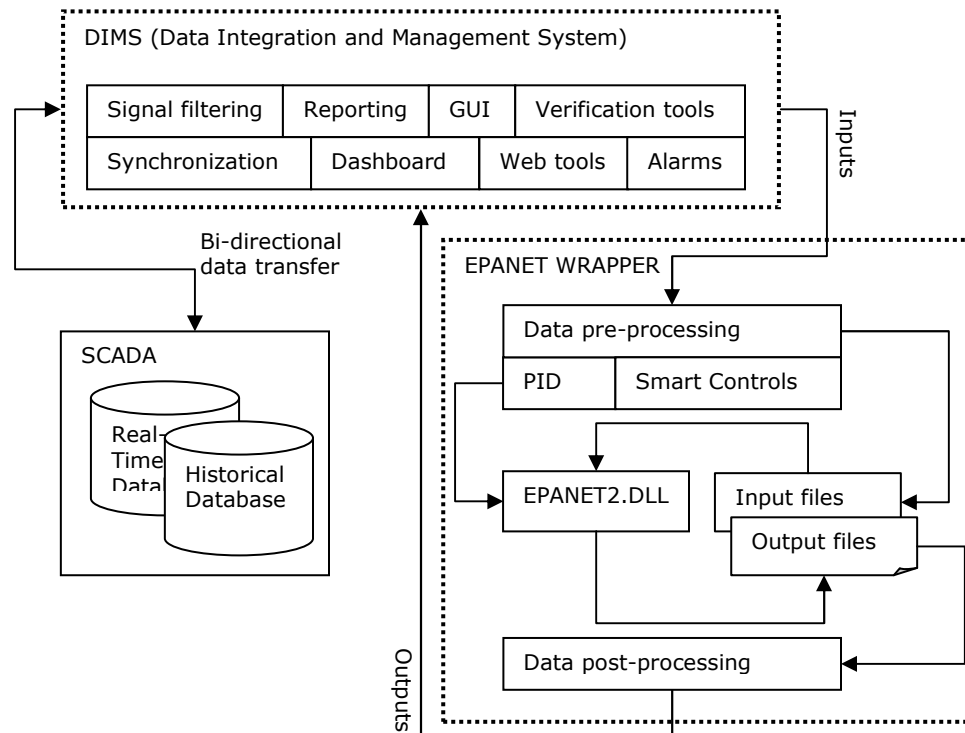 DIMS (Data Integration and Management System)
Signal filtering
Reporting
GUI
Verification tools
Synchronization
Dashboard
Web tools
Alarms
Inputs
Bi-directional
data transfer
EPANET WRAPPER
Data pre-processing
PID
Smart Controls
SCADA
Real-
Time
Historical
Database
EPANET2.DLL
Input files
Output files
Data post-processing
Outputs